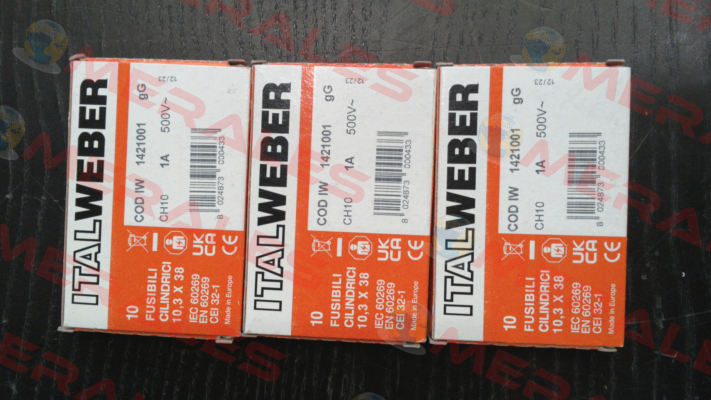 ITALWEBER
COD IW 1421001 gG
CH10 1A 500V~
12/23
8 024973 000433
10
FUSIBILI
CILINDRICI
10,3 X 38
IEC 60269
EN 60269
CEI 32-1
Made in Europe
UK
CA
CE
ITALWEBER
COD IW 1421001 gG
CH10 1A 500V~
12/23
8 024973 000433
10
FUSIBILI
CILINDRICI
10,3 X 38
IEC 60269
EN 60269
CEI 32-1
Made in Europe
UK
CA
CE
ITALWEBER
COD IW 1421001 gG
CH10 1A 500V~
12/23
8 024973 000433
10
FUSIBILI
CILINDRICI
10,3 X 38
IEC 60269
EN 60269
CEI 32-1
Made in Europe
UK
CA
CE
MERALES